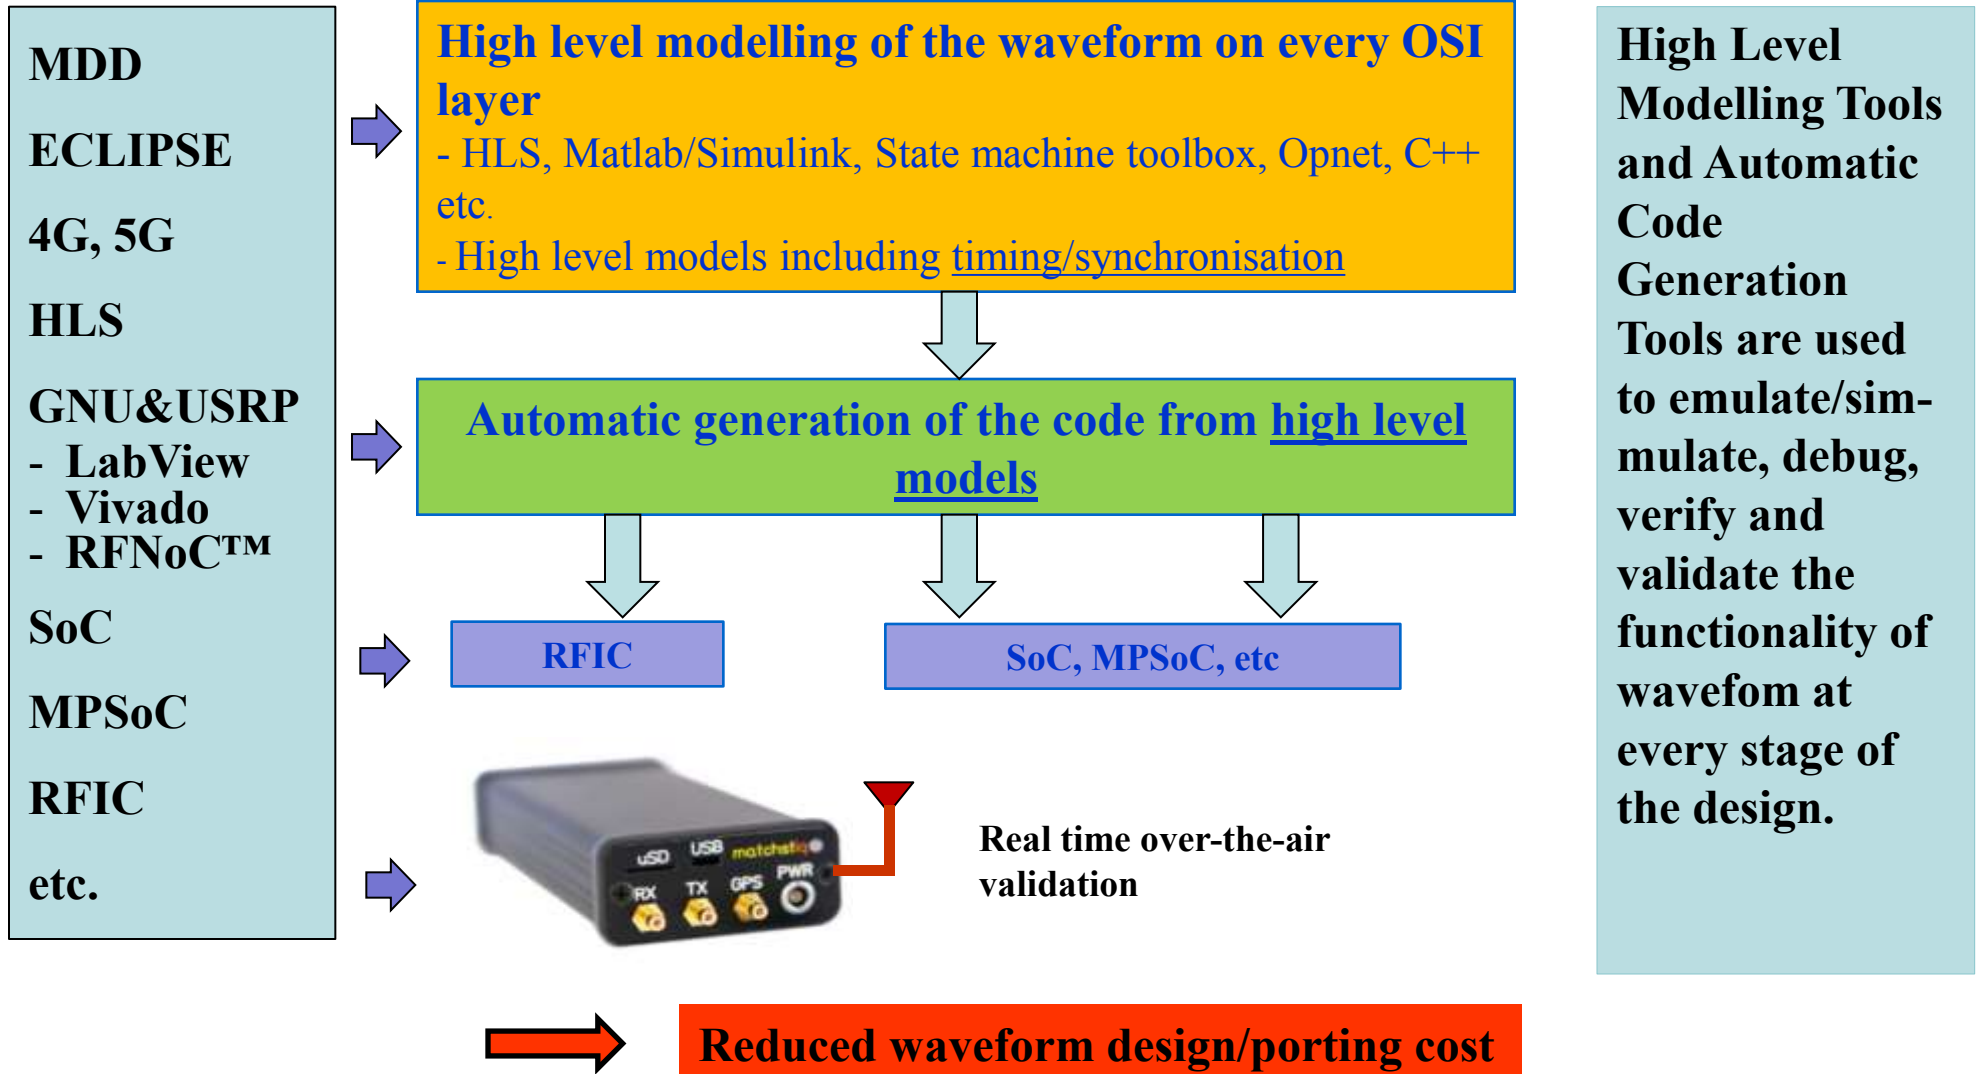 MDD
ECLIPSE
4G, 5G
HLS
GNU&USRP
- LabView
- Vivado
- RFNoC™
SoC
MPSoC
RFIC
etc.
High level modelling of the waveform on every OSI
layer
- HLS, Matlab/Simulink, State machine toolbox, Opnet, C++
etc.
- High level models including timing/synchronisation
Automatic generation of the code from high level
models
RFIC
SoC, MPSoC, etc
uSD USB matchstiq
RX TX GPS PWR
Real time over-the-air
validation
Reduced waveform design/porting cost
High Level
Modelling Tools
and Automatic
Code
Generation
Tools are used
to emulate/sim-
mulate, debug,
verify and
validate the
functionality of
wavefom at
every stage of
the design.